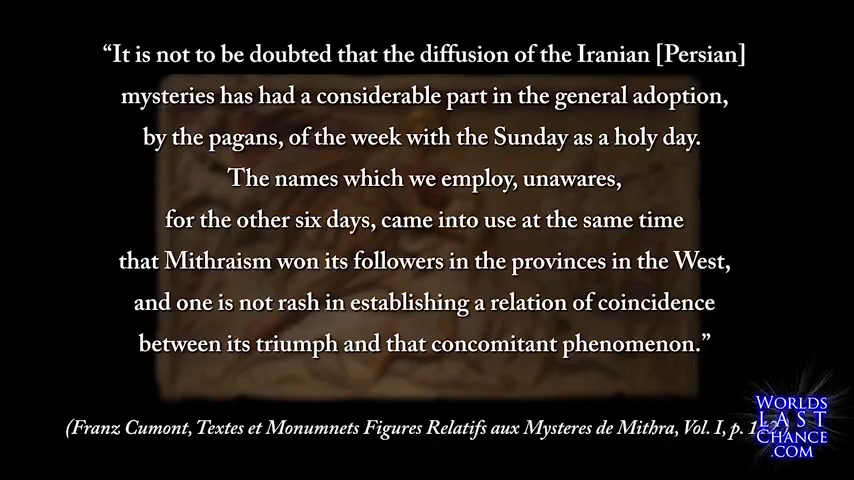 “It is not to be doubted that the diffusion of the Iranian [Persian]
mysteries has had a considerable part in the general adoption,
by the pagans, of the week with the Sunday as a holy day.
The names which we employ, unawares,
for the other six days, came into use at the same time
that Mithraism won its followers in the provinces in the West,
and one is not rash in establishing a relation of coincidence
between its triumph and that concomitant phenomenon.”
(Franz Cumont, Textes et Monumnets Figures Relatifs aux Mysteres de Mithra, Vol. I, p.
WORLDS
LAST
CHANCE
.COM